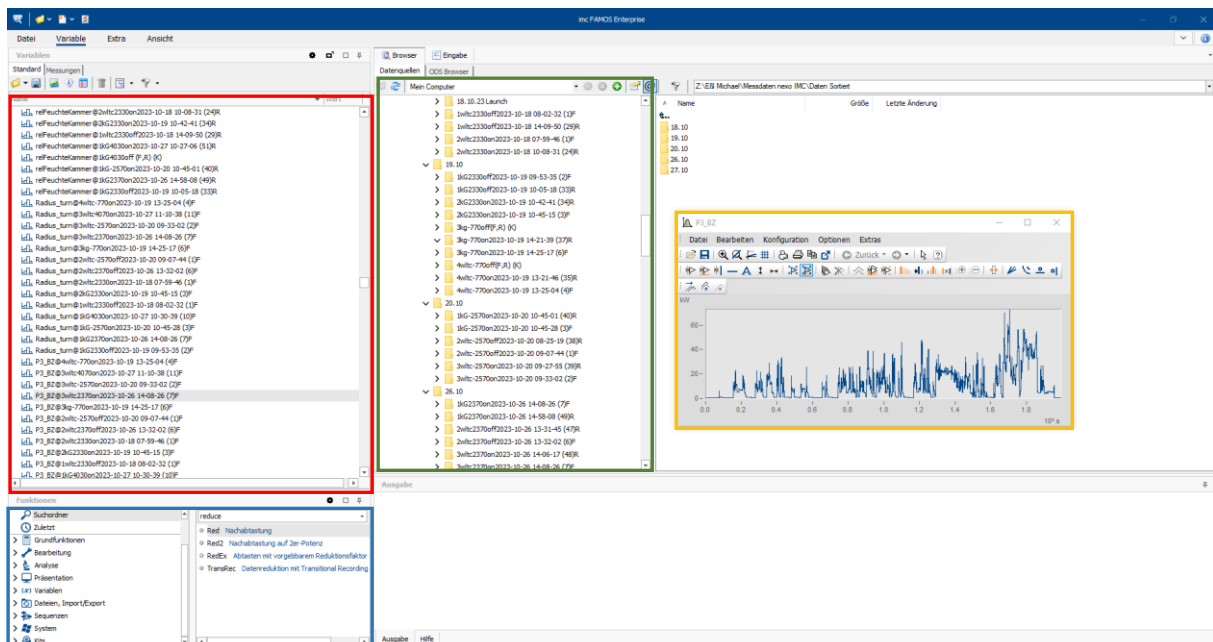 imc FAMOS Enterprise
Datei Variable Extra Ansicht
Variablen
Standard Messungen
Name Wert
relFeuchteKammer@2wltc2330on2023-10-18 10-08-31 (24)R
relFeuchteKammer@2kG2330on2023-10-19 10-42-41 (34)R
relFeuchteKammer@1wltc2330off2023-10-18 14-09-50 (29)R
relFeuchteKammer@1kG4030on2023-10-27 10-27-06 (51)R
relFeuchteKammer@1kG4030off (F,R) (K)
relFeuchteKammer@1kG-2570on2023-10-20 10-45-01 (40)R
relFeuchteKammer@1kG2370on2023-10-26 14-58-08 (49)R
relFeuchteKammer@1kG2330off2023-10-19 10-05-18 (33)R
Radius_turn@4wltc-770on2023-10-19 13-25-04 (4)F
Radius_turn@3wltc4070on2023-10-27 11-10-38 (11)F
Radius_turn@3wltc-2570on2023-10-20 09-33-02 (2)F
Radius_turn@3wltc2370on2023-10-26 14-08-26 (7)F
Radius_turn@3kg-770on2023-10-19 14-25-17 (6)F
Radius_turn@2wltc-2570off2023-10-20 09-07-44 (1)F
Radius_turn@2wltc2370off2023-10-26 13-32-02 (6)F
Radius_turn@2wltc2330on2023-10-18 07-59-46 (1)F
Radius_turn@2kG2330on2023-10-19 10-45-15 (3)F
Radius_turn@1wltc2330off2023-10-18 08-02-32 (1)F
Radius_turn@1kG4030on2023-10-27 10-30-39 (10)F
Radius_turn@1kG-2570on2023-10-20 10-45-28 (3)F
Radius_turn@1kG2370on2023-10-26 14-08-26 (7)F
Radius_turn@1kG2330off2023-10-19 09-53-35 (2)F
P3_BZ@4wltc-770on2023-10-19 13-25-04 (4)F
P3_BZ@3wltc4070on2023-10-27 11-10-38 (11)F
P3_BZ@3wltc-2570on2023-10-20 09-33-02 (2)F
P3_BZ@3wltc2370on2023-10-26 14-08-26 (7)F
P3_BZ@3kg-770on2023-10-19 14-25-17 (6)F
P3_BZ@2wltc-2570off2023-10-20 09-07-44 (1)F
P3_BZ@2wltc2370off2023-10-26 13-32-02 (6)F
P3_BZ@2wltc2330on2023-10-18 07-59-46 (1)F
P3_BZ@2kG2330on2023-10-19 10-45-15 (3)F
P3_BZ@1wltc2330off2023-10-18 08-02-32 (1)F
P3_BZ@1kG4030on2023-10-27 10-30-39 (10)F
Funktionen
Suchordner
Zuletzt
Grundfunktionen
Bearbeitung
Analyse
Präsentation
Variablen
Dateien, Import/Export
Sequenzen
System
Kits
reduce
Red Nachabtastung
Red2 Nachabtastung auf 2er-Potenz
RedEx Abtasten mit vorgebbarem Reduktionsfaktor
TransRec Datenreduktion mit Transitional Recording
Browser Eingabe
Datenquellen ODS Browser
Mein Computer
18.10.23 Launch
1wltc2330off2023-10-18 08-02-32 (1)F
1wltc2330off2023-10-18 14-09-50 (29)R
2wltc2330on2023-10-18 07-59-46 (1)F
2wltc2330on2023-10-18 10-08-31 (24)R
19.10
1kG2330off2023-10-19 09-53-35 (2)F
1kG2330off2023-10-19 10-05-18 (33)R
2kG2330on2023-10-19 10-42-41 (34)R
2kG2330on2023-10-19 10-45-15 (3)F
3kg-770off(F,R) (K)
3kg-770on2023-10-19 14-21-39 (37)R
3kg-770on2023-10-19 14-25-17 (6)F
4wltc-770off(F,R) (K)
4wltc-770on2023-10-19 13-21-46 (35)R
4wltc-770on2023-10-19 13-25-04 (4)F
20.10
1kG-2570on2023-10-20 10-45-01 (40)R
1kG-2570on2023-10-20 10-45-28 (3)F
2wltc-2570off2023-10-20 08-25-19 (38)R
2wltc-2570off2023-10-20 09-07-44 (1)F
3wltc-2570on2023-10-20 09-27-55 (39)R
3wltc-2570on2023-10-20 09-33-02 (2)F
26.10
1kG2370on2023-10-26 14-08-26 (7)F
1kG2370on2023-10-26 14-58-08 (49)R
2wltc2370off2023-10-26 13-31-45 (47)R
2wltc2370off2023-10-26 13-32-02 (6)F
3wltc2370on2023-10-26 14-06-17 (48)R
3wltc2370on2023-10-26 14-08-26 (7)F
Michael\Messdaten nexo IMC\Daten Sortiert
Name Größe Letzte Änderung
18.10
19.10
20.10
26.10
27.10
P3_BZ
Datei Bearbeiten Konfiguration Optionen Extras
Zurück
kW
60
40
20
0
0.0 0.2 0.4 0.6 0.8 1.0 1.2 1.4 1.6 1.8
Ausgabe
Ausgabe Hilfe